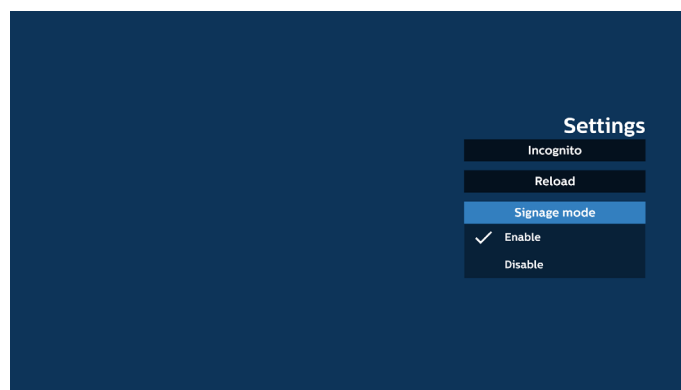 Settings
Incognito
Reload
Signage mode
Enable
Disable